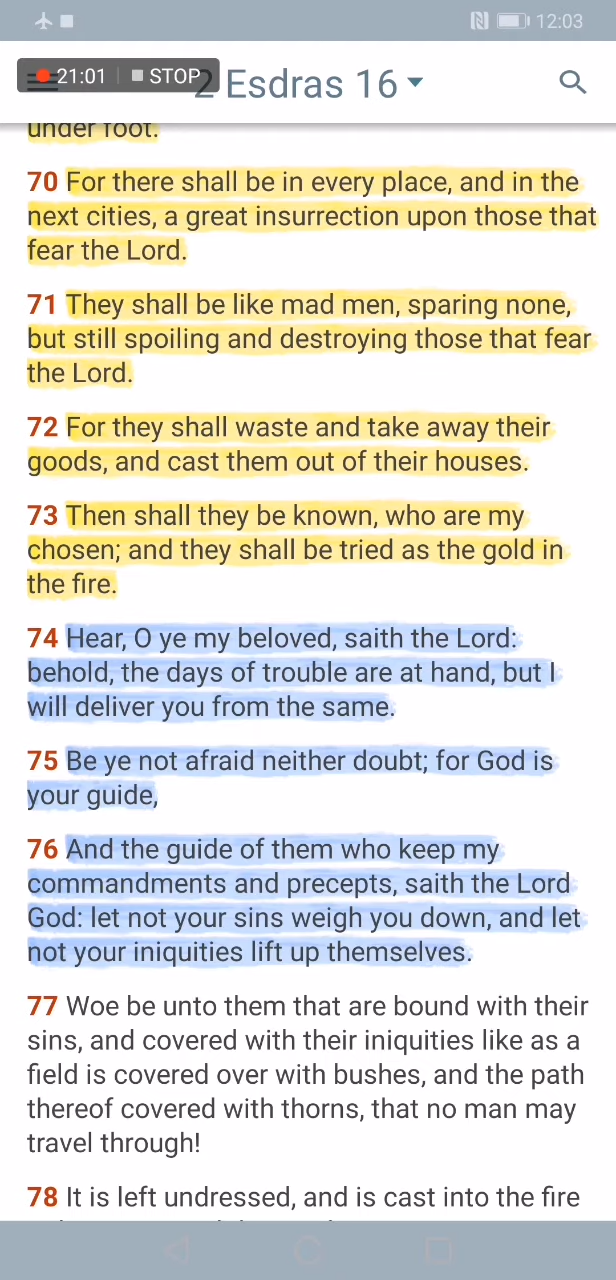 12:03
21:01 STOP
2 Esdras 16
under foot.
70 For there shall be in every place, and in the
next cities, a great insurrection upon those that
fear the Lord.
71 They shall be like mad men, sparing none,
but still spoiling and destroying those that fear
the Lord.
72 For they shall waste and take away their
goods, and cast them out of their houses.
73 Then shall they be known, who are my
chosen; and they shall be tried as the gold in
the fire.
74 Hear, O ye my beloved, saith the Lord:
behold, the days of trouble are at hand, but I
will deliver you from the same.
75 Be ye not afraid neither doubt; for God is
your guide,
76 And the guide of them who keep my
commandments and precepts, saith the Lord
God: let not your sins weigh you down, and let
not your iniquities lift up themselves.
77 Woe be unto them that are bound with their
sins, and covered with their iniquities like as a
field is covered over with bushes, and the path
thereof covered with thorns, that no man may
travel through!
78 It is left undressed, and is cast into the fire